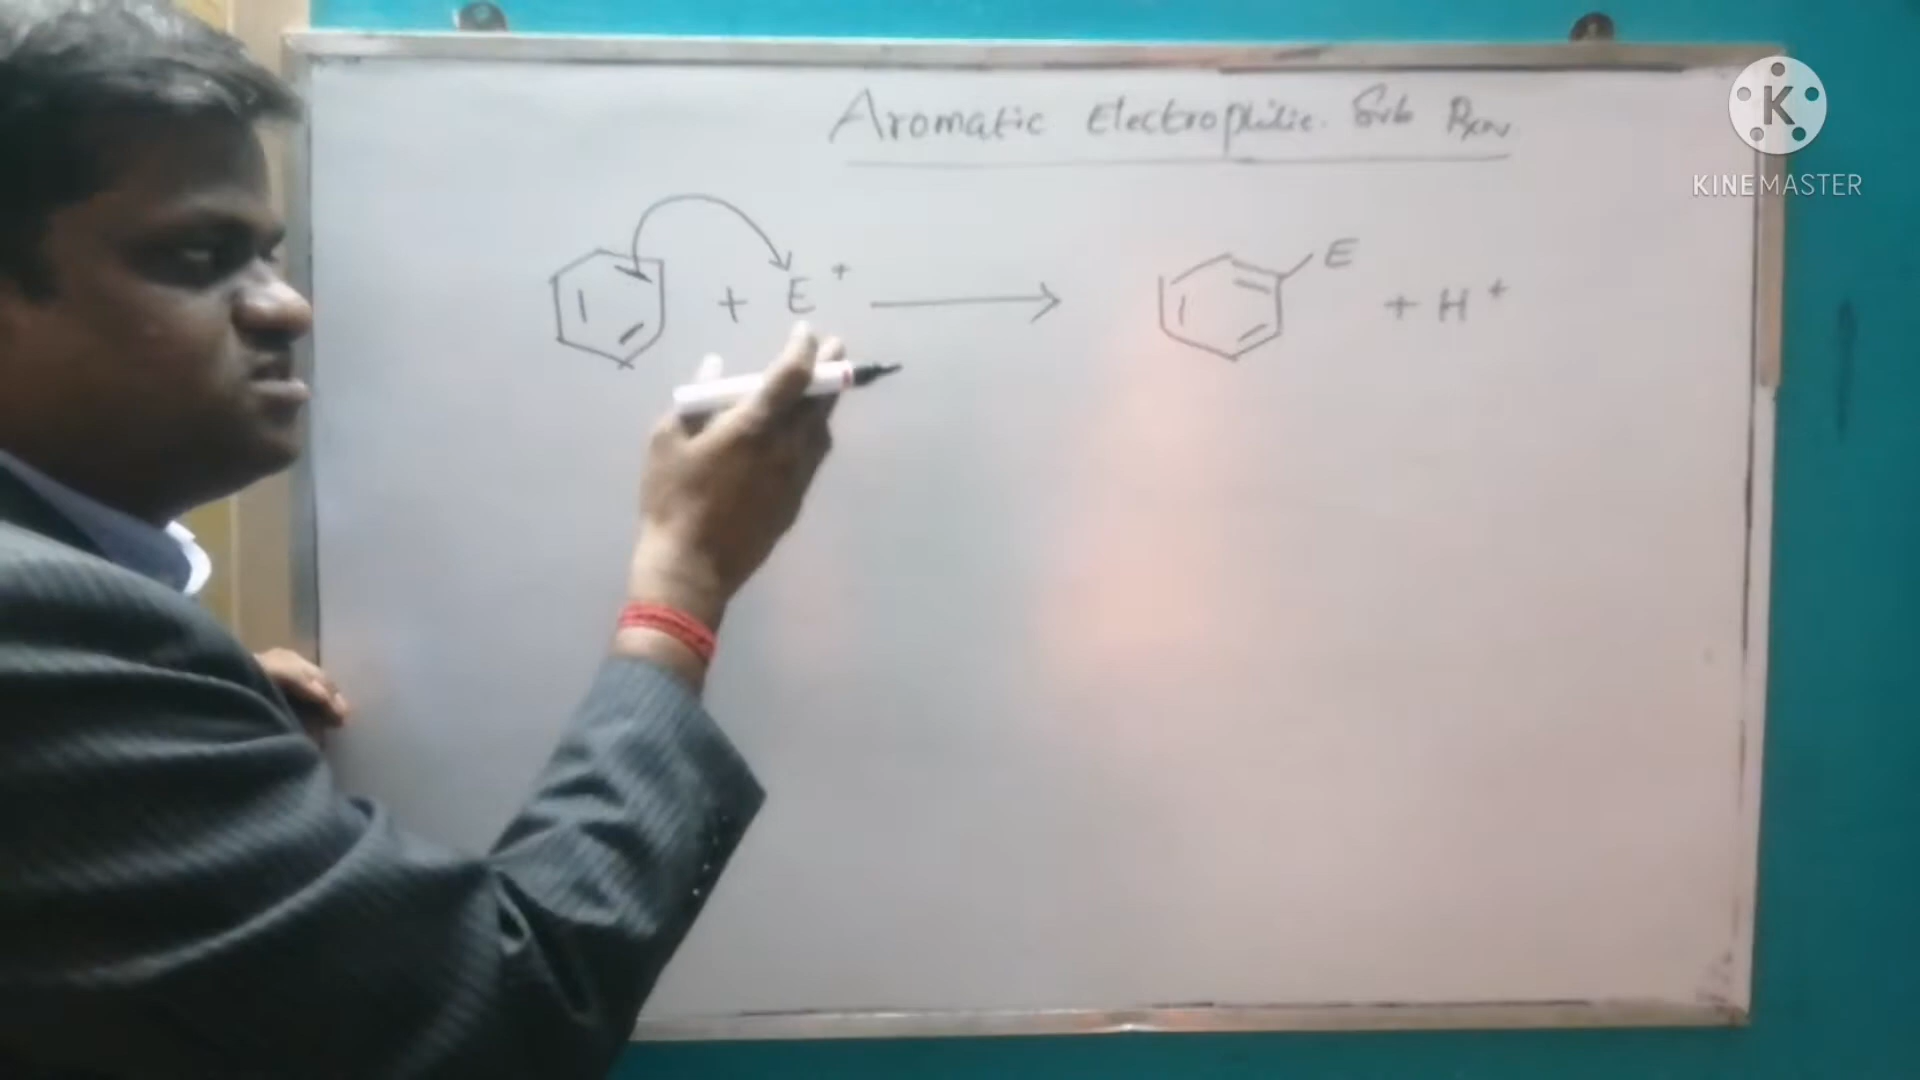 Aromatic Electrophilic. Sub Rxn.
+ E + → E + H +
K
KINEMASTER